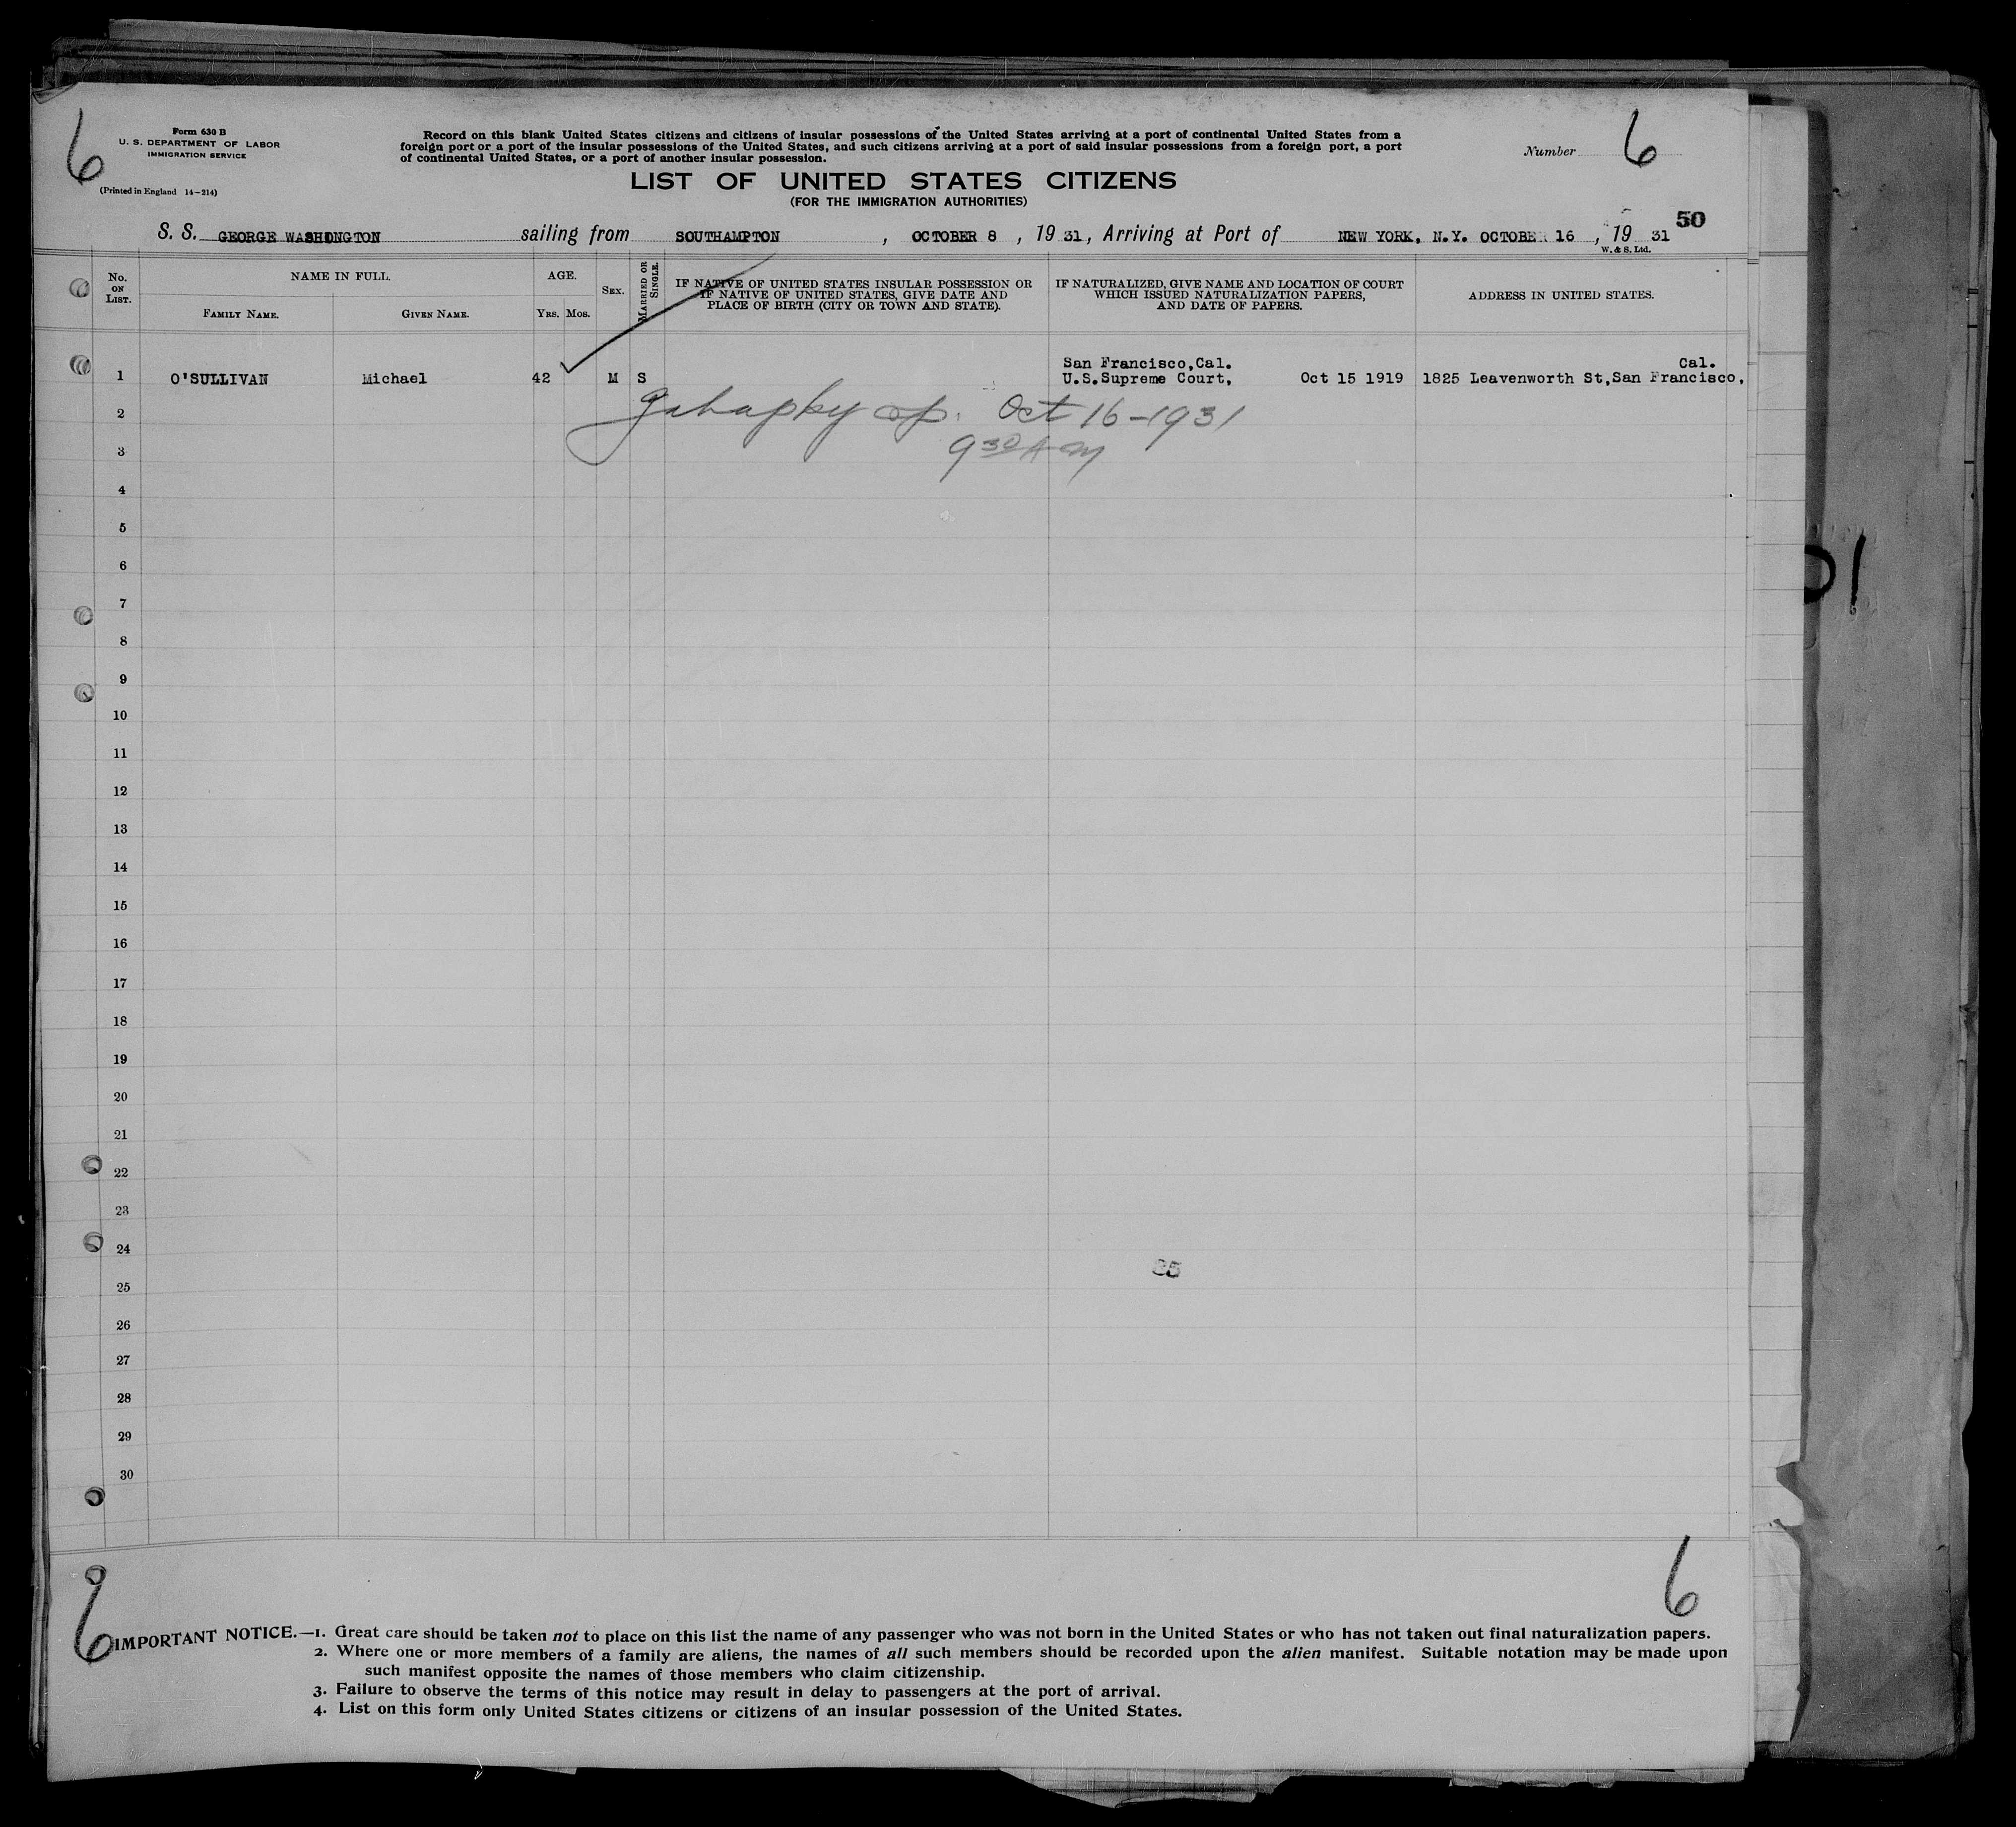 6
Form 630 B
U. S. DEPARTMENT OF LABOR
IMMIGRATION SERVICE
(Printed in England 14-214)
Record on this blank United States citizens and citizens of insular possessions of the United States arriving at a port of continental United States from a
foreign port or a port of the insular possessions of the United States, and such citizens arriving at a port of said insular possessions from a foreign port, a port
of continental United States, or a port of another insular possession.
Number 6
LIST OF UNITED STATES CITIZENS
(FOR THE IMMIGRATION AUTHORITIES)
50
S. S. GEORGE WASHINGTON sailing from SOUTHAMPTON, OCTOBER 8, 19 31, Arriving at Port of NEW YORK, N.Y. OCTOBER 16, 19 31
W. & S. Ltd.
No. ON LIST.
NAME IN FULL.
FAMILY NAME.
GIVEN NAME.
AGE.
YRS. MOS.
SEX.
MARRIED OR SINGLE.
IF NATIVE OF UNITED STATES INSULAR POSSESSION OR
IF NATIVE OF UNITED STATES, GIVE DATE AND
PLACE OF BIRTH (CITY OR TOWN AND STATE).
IF NATURALIZED, GIVE NAME AND LOCATION OF COURT
WHICH ISSUED NATURALIZATION PAPERS,
AND DATE OF PAPERS.
ADDRESS IN UNITED STATES.
San Francisco,Cal. Cal.
1 O'SULLIVAN Michael 42 M S U.S.Supreme Court, Oct 15 1919 1825 Leavenworth St,San Francisco,
2 Oct 16-1931
3 9 30 AM
4
5
6
7
8
9
10
11
12
13
14
15
16
17
18
19
20
21
22
23
24
25
26
27
28
29
30
6
6
IMPORTANT NOTICE.—1. Great care should be taken not to place on this list the name of any passenger who was not born in the United States or who has not taken out final naturalization papers.
2. Where one or more members of a family are aliens, the names of all such members should be recorded upon the alien manifest. Suitable notation may be made upon
such manifest opposite the names of those members who claim citizenship.
3. Failure to observe the terms of this notice may result in delay to passengers at the port of arrival.
4. List on this form only United States citizens or citizens of an insular possession of the United States.